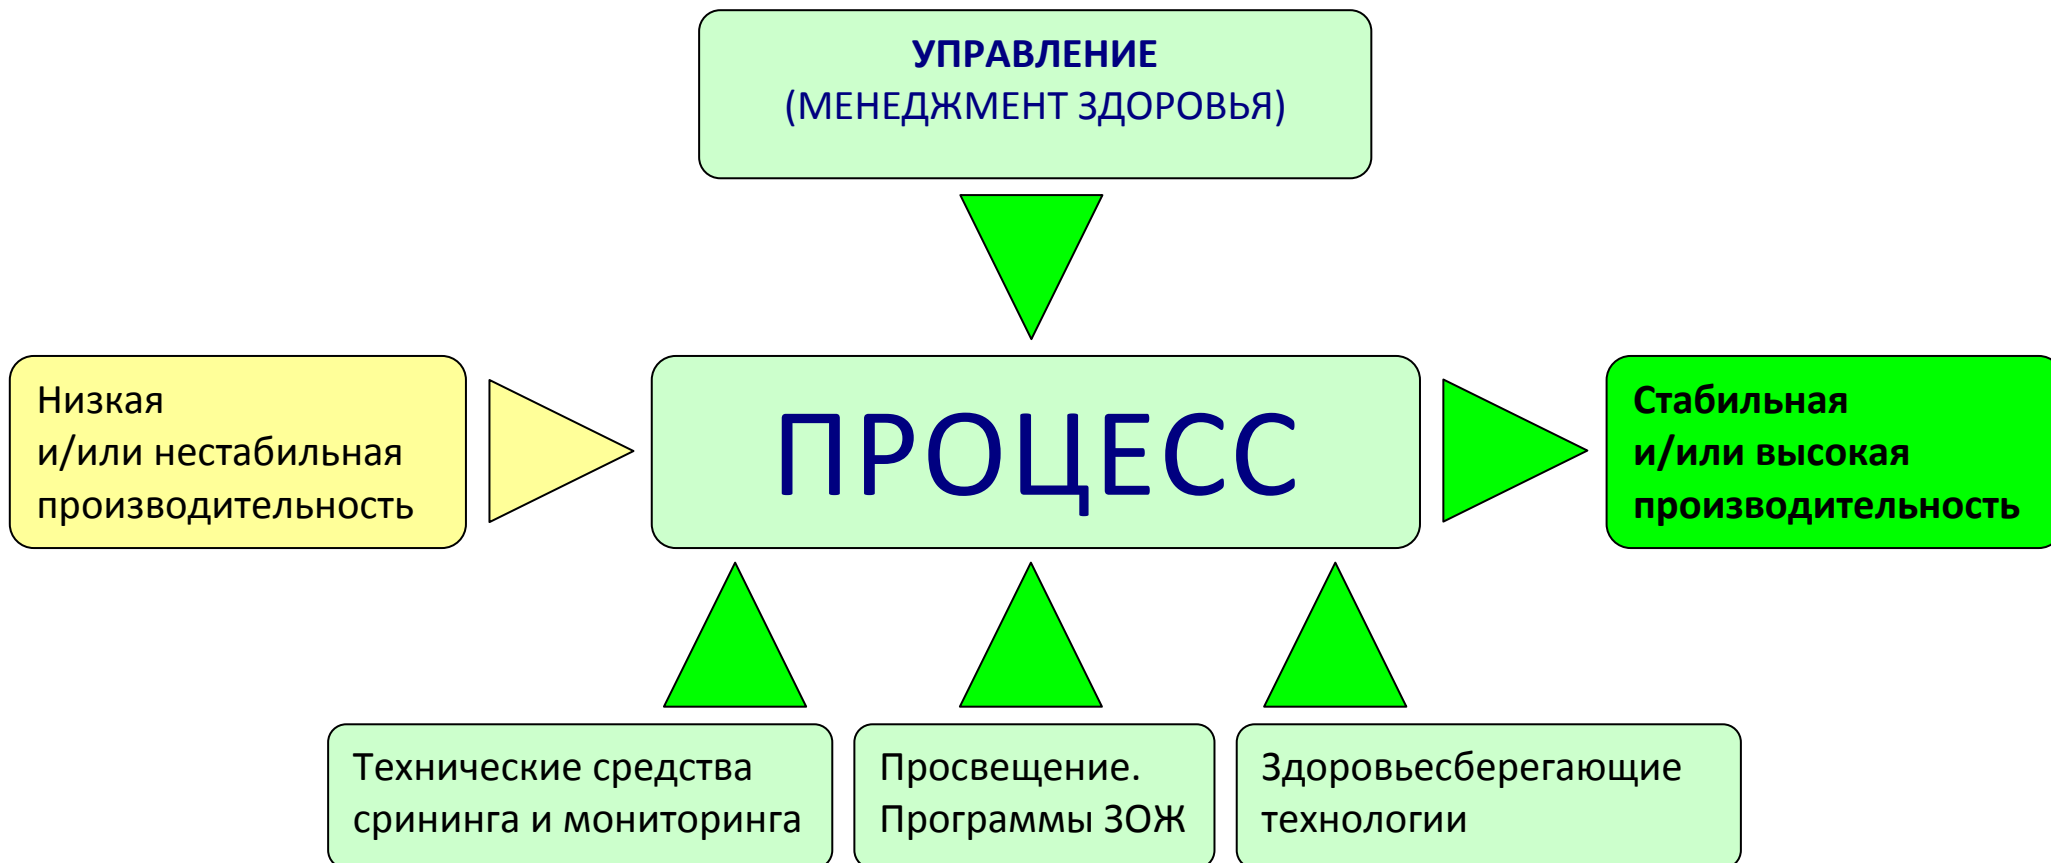 УПРАВЛЕНИЕ
(МЕНЕДЖМЕНТ ЗДОРОВЬЯ)
Низкая
и/или нестабильная
производительность
ПРОЦЕСС
Стабильная
и/или высокая
производительность
Технические средства
срининга и мониторинга
Просвещение.
Программы ЗОЖ
Здоровьесберегающие
технологии